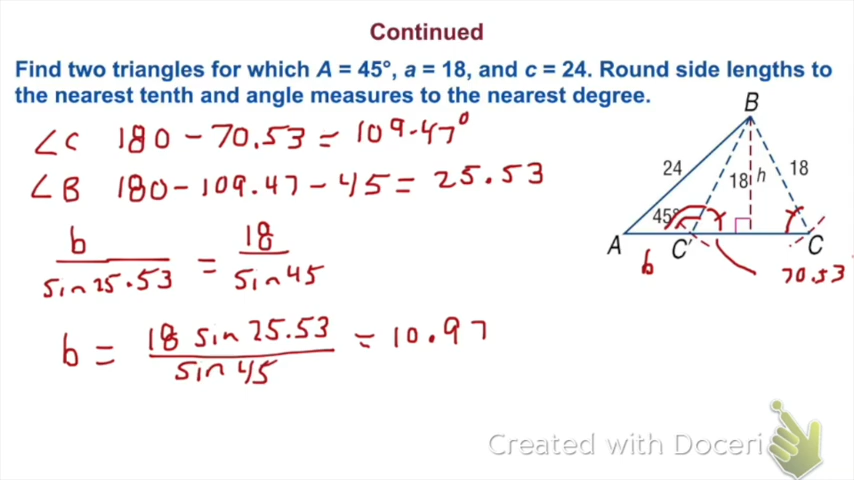 Continued
Find two triangles for which A = 45°, a = 18, and c = 24. Round side lengths to
the nearest tenth and angle measures to the nearest degree.
∠C 180 - 70.53 = 109.47°
∠B 180 - 109.47 - 45 = 25.53
b/sin 25.53 = 18/sin 45
b = 18 sin 25.53/sin 45 = 10.97
B
24
18
h
18
45°
A
b
C'
C
70.53
Created with Doceri